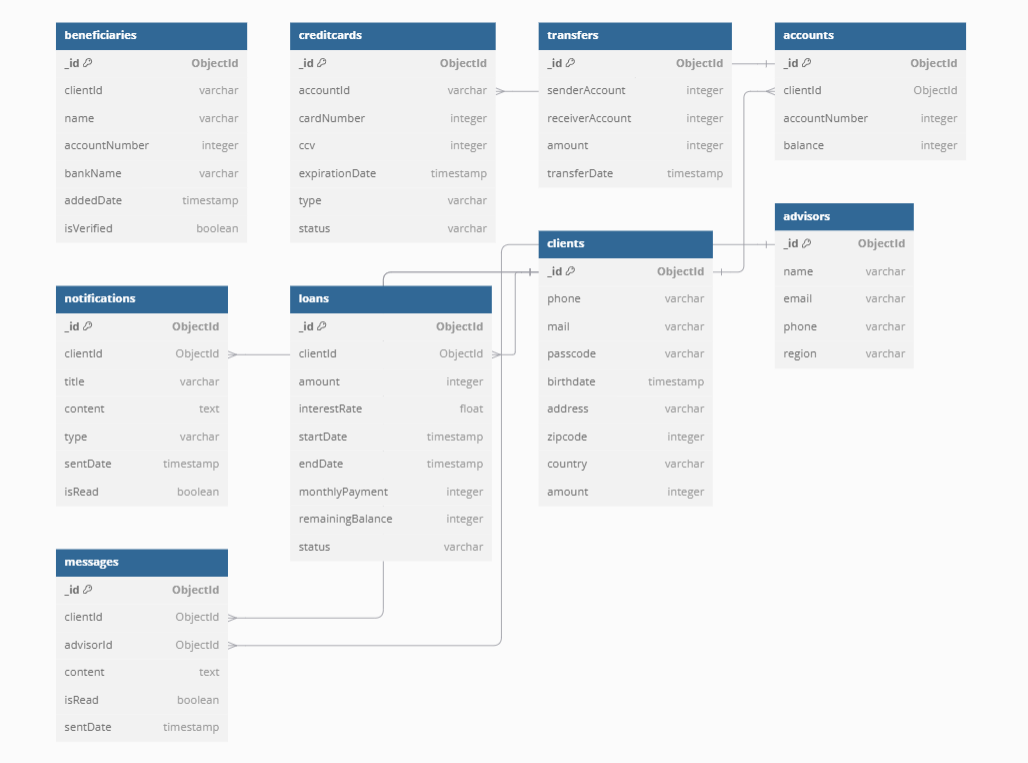 beneficiaries
_id ObjectId
clientId varchar
name varchar
accountNumber integer
bankName varchar
addedDate timestamp
isVerified boolean
creditcards
_id ObjectId
accountId varchar
cardNumber integer
ccv integer
expirationDate timestamp
type varchar
status varchar
transfers
_id ObjectId
senderAccount integer
receiverAccount integer
amount integer
transferDate timestamp
accounts
_id ObjectId
clientId ObjectId
accountNumber integer
balance integer
advisors
_id ObjectId
name varchar
email varchar
phone varchar
region varchar
clients
_id ObjectId
phone varchar
mail varchar
passcode varchar
birthdate timestamp
address varchar
zipcode integer
country varchar
amount integer
notifications
_id ObjectId
clientId ObjectId
title varchar
content text
type varchar
sentDate timestamp
isRead boolean
loans
_id ObjectId
clientId ObjectId
amount integer
interestRate float
startDate timestamp
endDate timestamp
monthlyPayment integer
remainingBalance integer
status varchar
messages
_id ObjectId
clientId ObjectId
advisorId ObjectId
content text
isRead boolean
sentDate timestamp